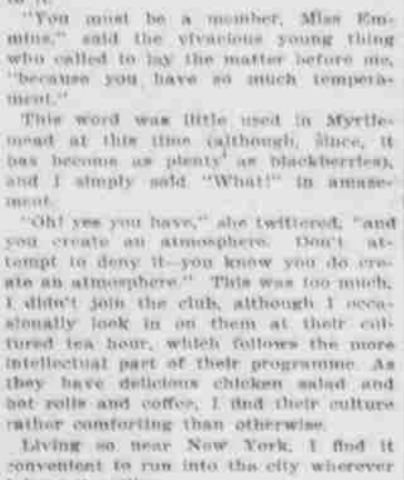 "You must be a member, Miss Em-
mins," said the vivacious young thing
who called to lay the matter before me,
"because you have so much tempera-
ment."
This word was little used in Myrtle-
mead at this time (although, since, it
has become as plenty as blackberries),
and I simply said "What!" in amaze-
ment.
"Oh! yes you have," she twittered, "and
you create an atmosphere. Don't at-
tempt to deny it—you know you do cre-
ate an atmosphere." This was too much.
I didn't join the club, although I occa-
sionally look in on them at their cul-
tured tea hour, which follows the more
intellectual part of their programme. As
they have delicious chicken salad and
hot rolls and coffee, I find their culture
rather comforting than otherwise.
Living so near New York, I find it
convenient to run into tha city wherever